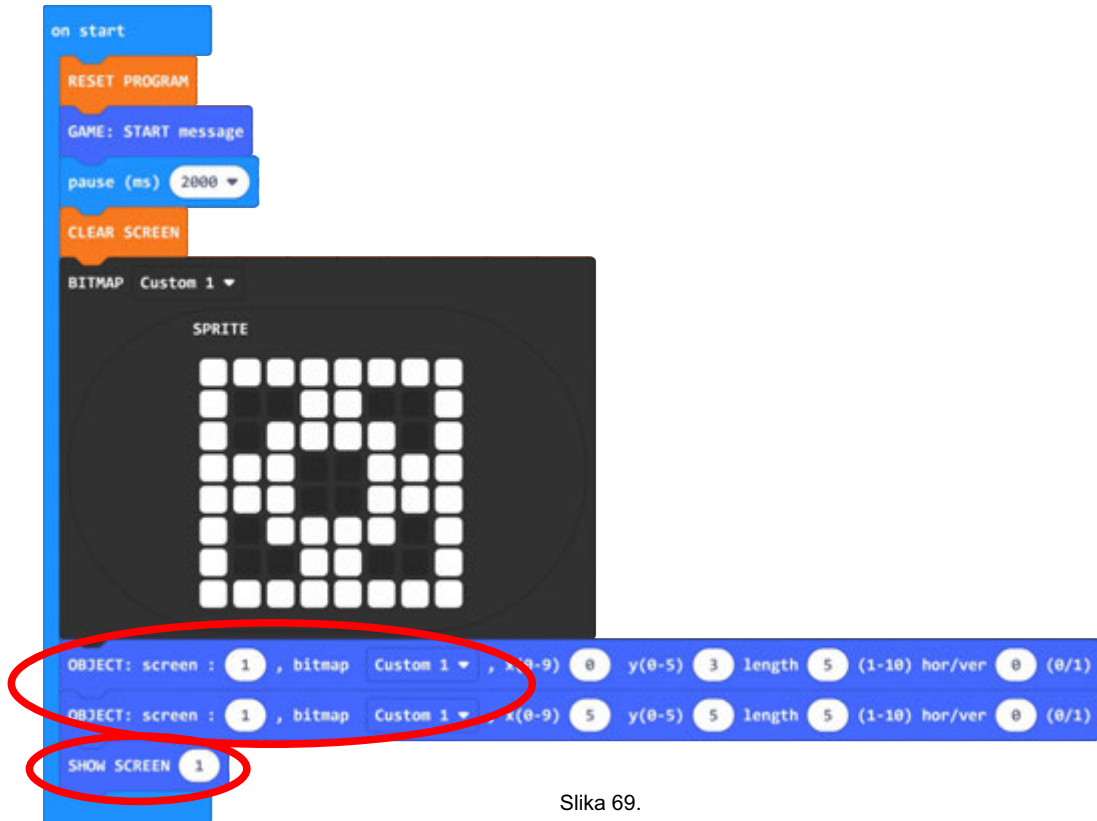 on start
RESET PROGRAM
GAME: START message
pause (ms) 2000
CLEAR SCREEN
BITMAP Custom 1
SPRITE
OBJECT: screen : 1 , bitmap Custom 1 , x(0-9) 0 y(0-5) 3 length 5 (1-10) hor/ver 0 (0/1)
OBJECT: screen : 1 , bitmap Custom 1 , x(0-9) 5 y(0-5) 5 length 5 (1-10) hor/ver 0 (0/1)
SHOW SCREEN 1
Slika 69.